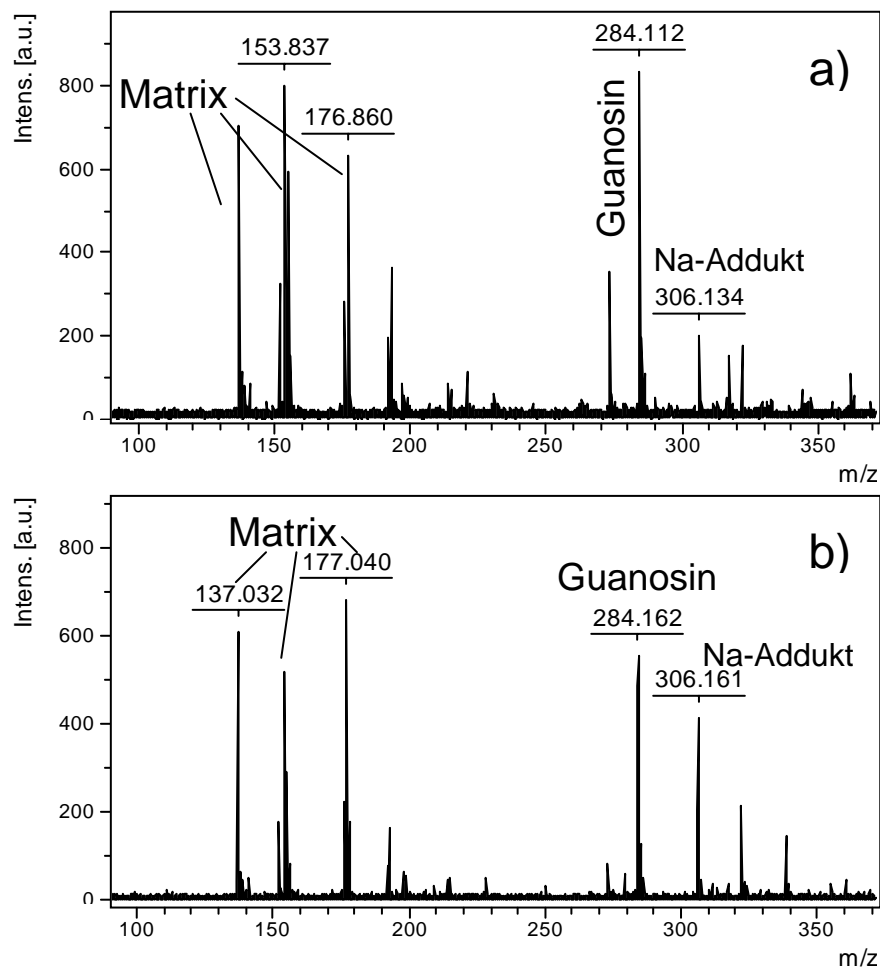 153.837
284.112
a)
Matrix
176.860
Guanosin
Na-Addukt
306.134
Intens. [a.u.]
800
600
400
200
0
100 150 200 250 300 350
m/z
b)
Matrix
177.040
137.032
Guanosin
284.162
Na-Addukt
306.161
Intens. [a.u.]
800
600
400
200
0
100 150 200 250 300 350
m/z